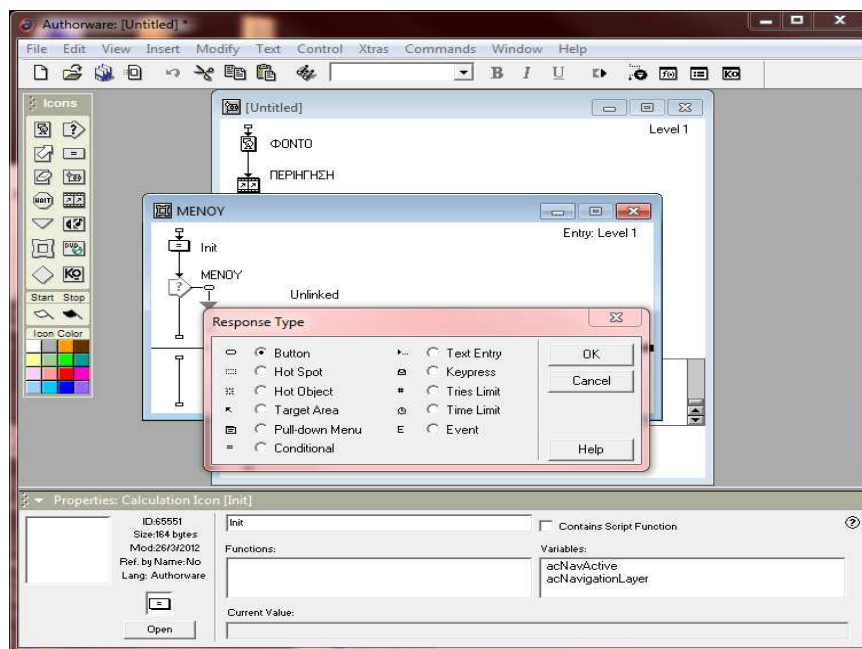 Authorware: [Untitled] *
File Edit View Insert Modify Text Control Xtras Commands Window Help
B I U
Icons
[Untitled]
Level 1
ΦΟΝΤΟ
ΠΕΡΙΗΓΗΣΗ
WAIT
ΜΕΝΟΥ
Entry: Level 1
Init
ΜΕΝΟΥ
Unlinked
Start Stop
Icon Color
Response Type
Button
Text Entry
OK
Hot Spot
Keypress
Cancel
Hot Object
# Tries Limit
Target Area
Time Limit
Pull-down Menu
E Event
= Conditional
Help
Properties: Calculation Icon [Init]
ID:65551
Size:164 bytes
Mod:26/3/2012
Ref. by Name:No
Lang: Authorware
Open
Init
Contains Script Function
Functions:
Variables:
acNavActive
acNavigationLayer
Current Value: